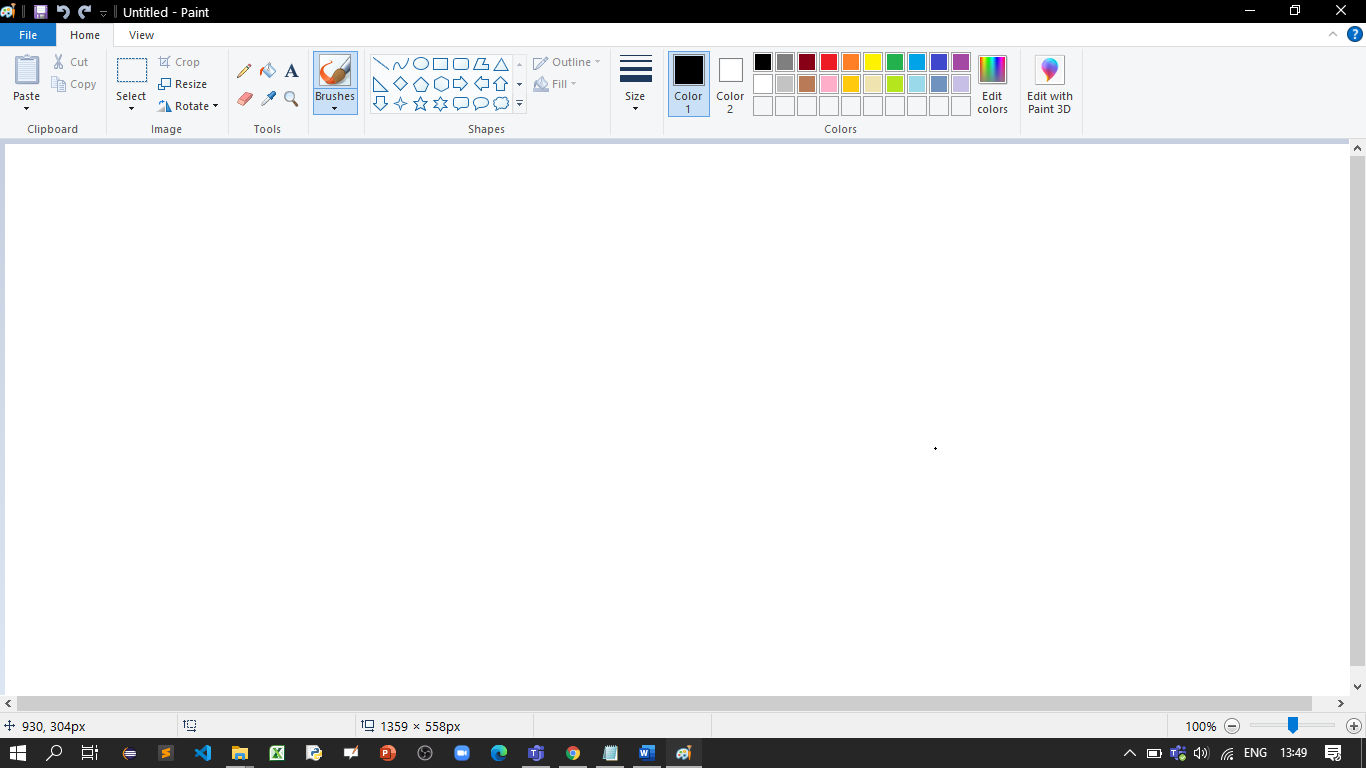 Untitled - Paint
File Home View
Paste
Cut
Copy
Clipboard
Select
Crop
Resize
Rotate
Image
A
Tools
Brushes
Shapes
Outline
Fill
Size
Color 1
Color 2
Colors
Edit colors
Edit with Paint 3D
930, 304px
1359 × 558px
100%
ENG
13:49